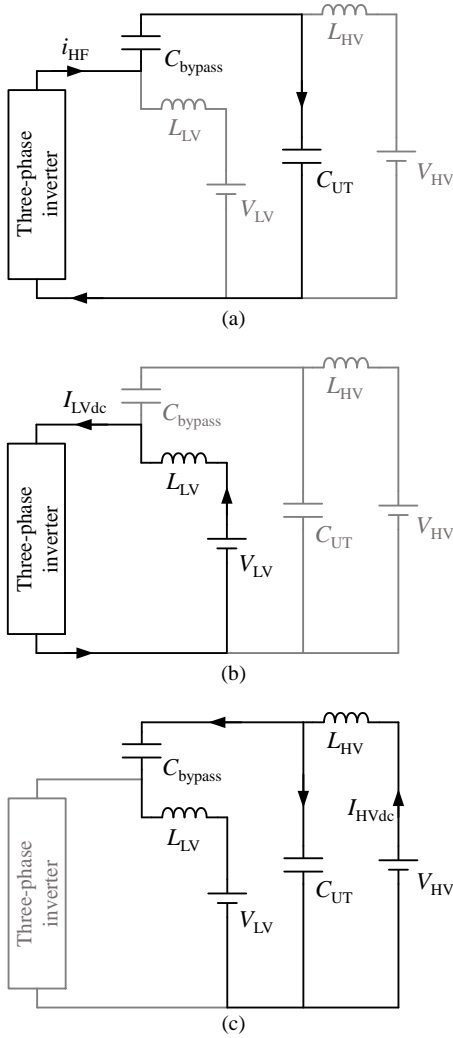 i_HF
C_bypass
L_HV
L_LV
Three-phase
inverter
V_LV
C_UT
V_HV
(a)
I_LVdc
C_bypass
L_HV
L_LV
Three-phase
inverter
V_LV
C_UT
V_HV
(b)
C_bypass
L_HV
L_LV
I_HVdc
Three-phase
inverter
V_LV
C_UT
V_HV
(c)